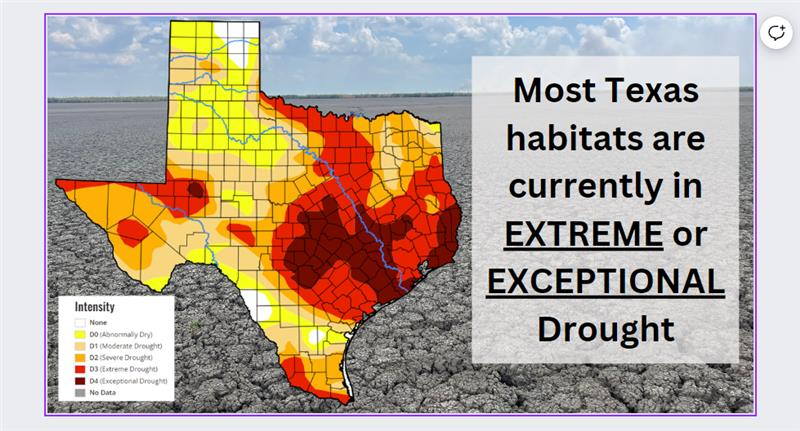 Most Texas
habitats are
currently in
EXTREME or
EXCEPTIONAL
Drought
Intensity
None
D0 (Abnormally Dry)
D1 (Moderate Drought)
D2 (Severe Drought)
D3 (Extreme Drought)
D4 (Exceptional Drought)
No Data